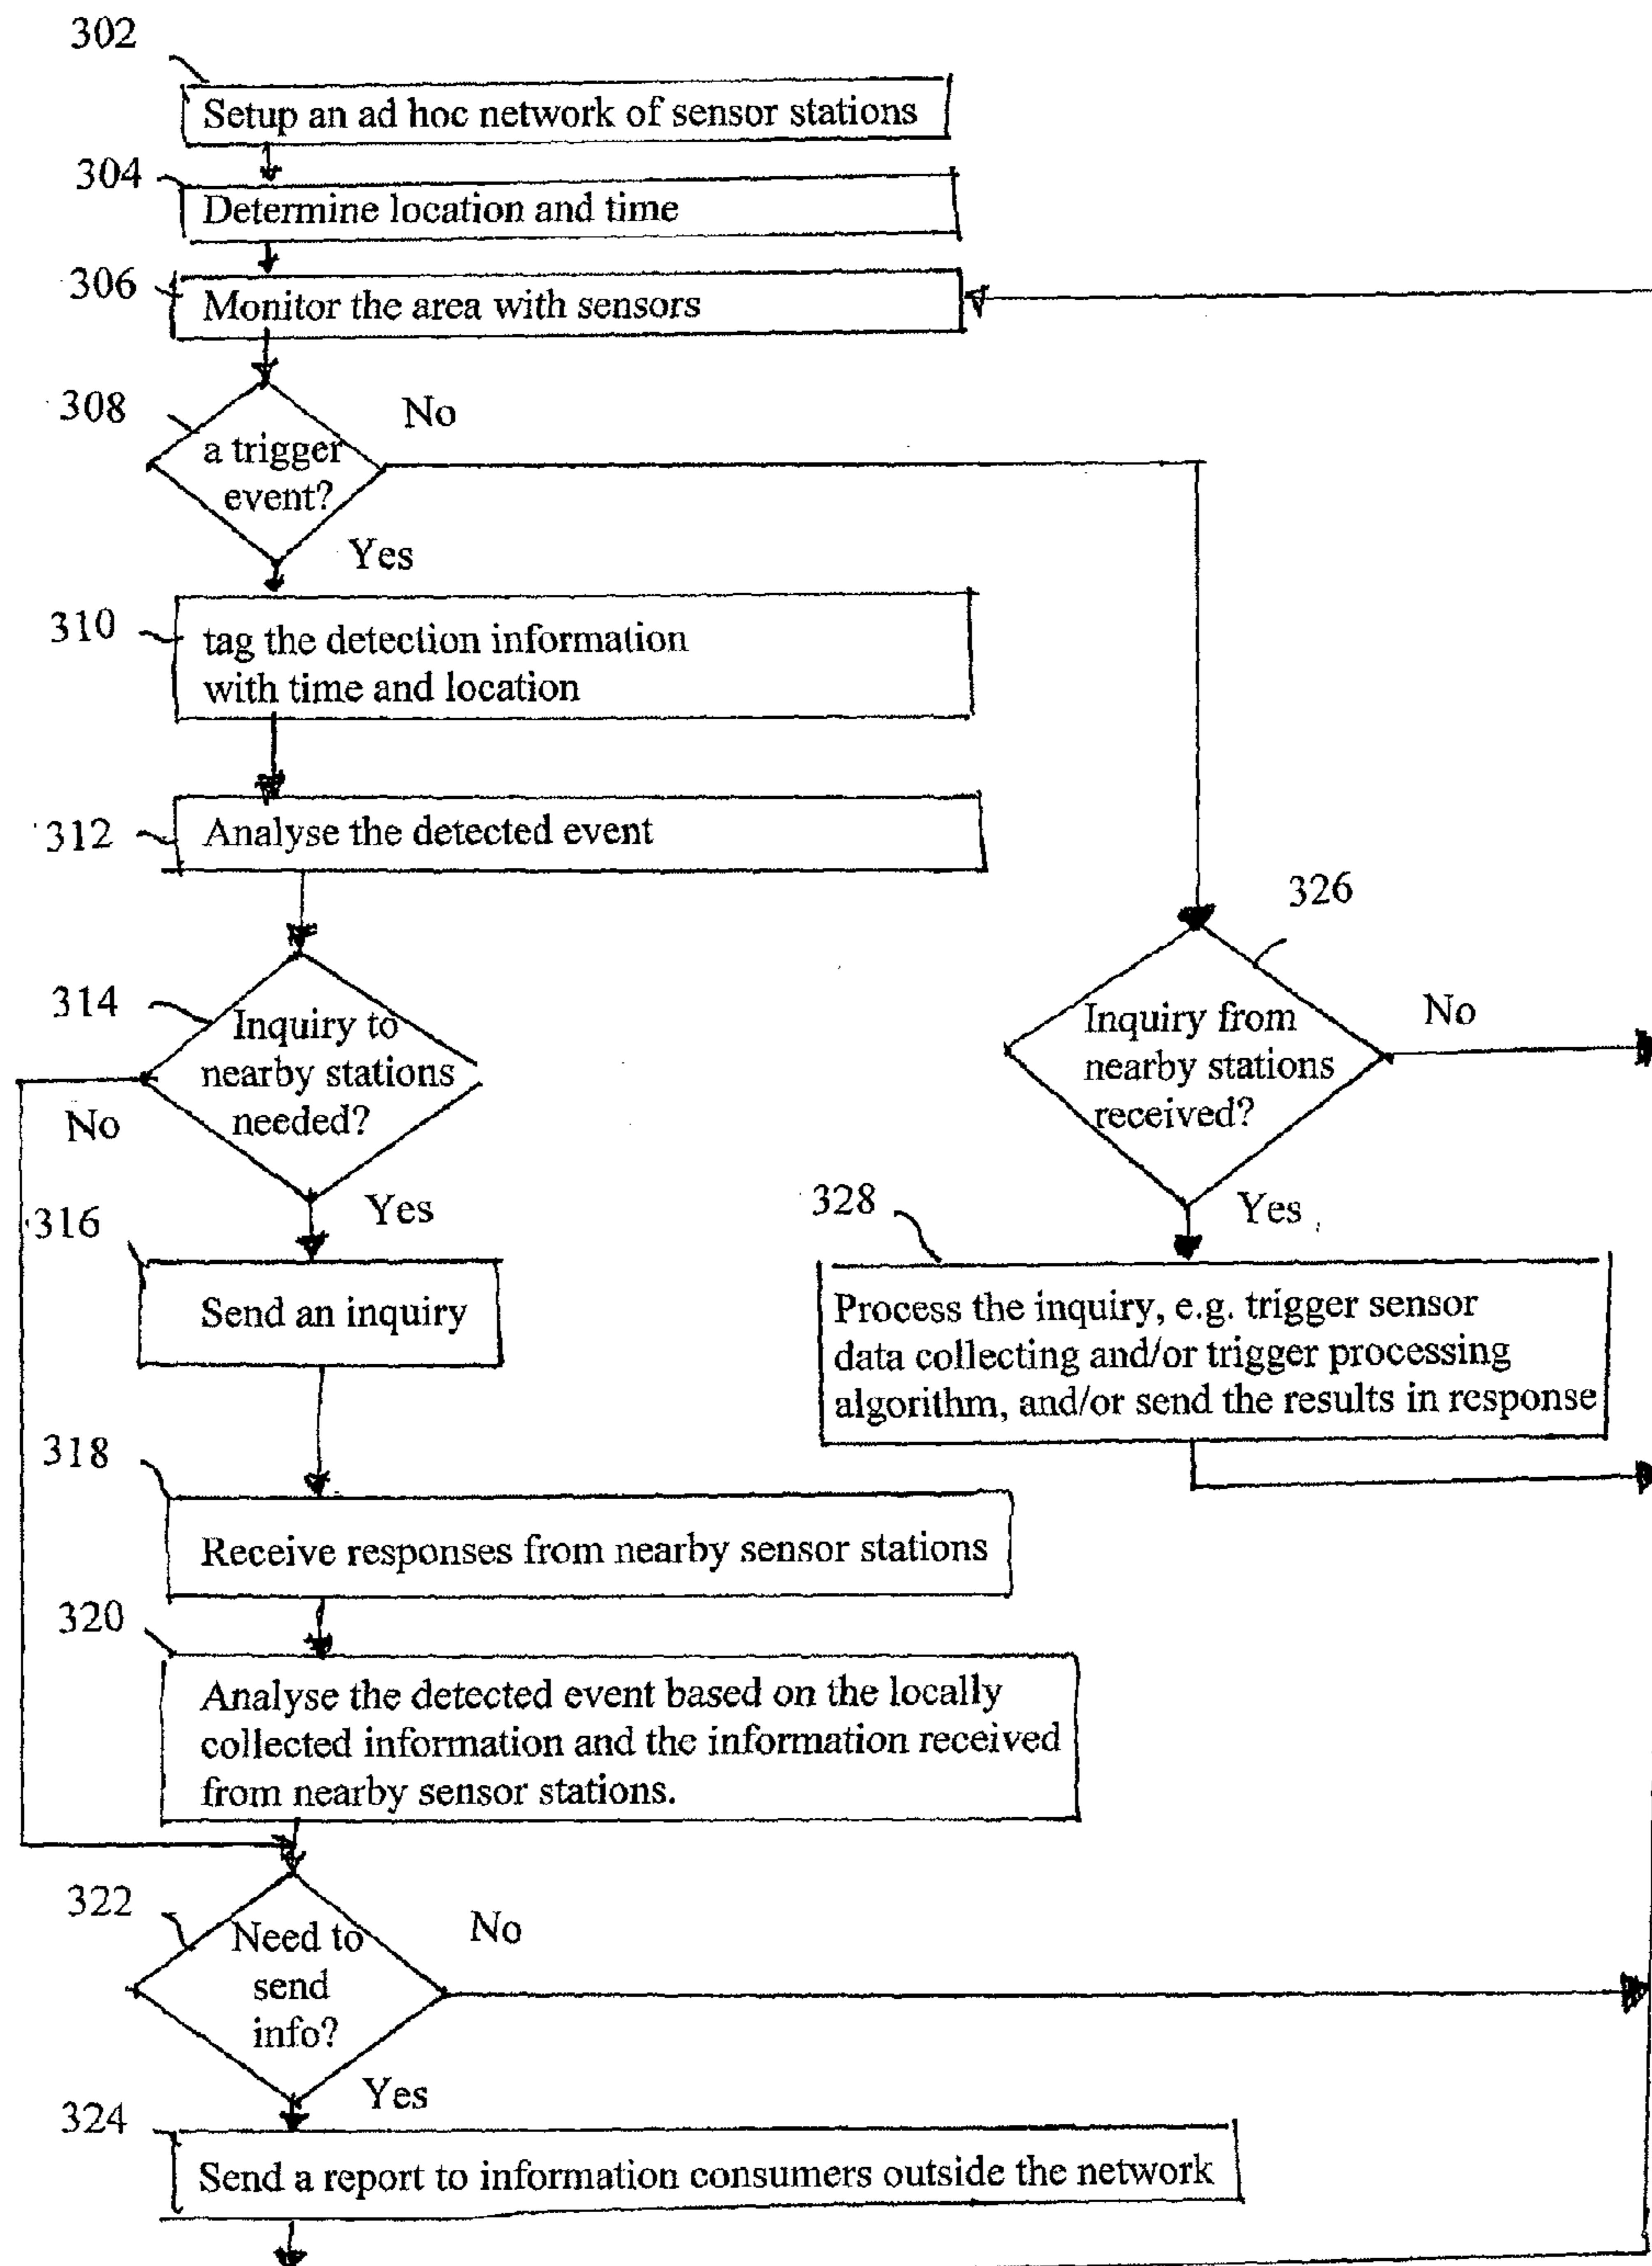 302
Setup an ad hoc network of sensor stations
304
Determine location and time
306
Monitor the area with sensors
308
a trigger
event?
No
Yes
310
tag the detection information
with time and location
312
Analyse the detected event
314
Inquiry to
nearby stations
needed?
No
Yes
326
Inquiry from
nearby stations
received?
No
Yes
316
Send an inquiry
328
Process the inquiry, e.g. trigger sensor
data collecting and/or trigger processing
algorithm, and/or send the results in response
318
Receive responses from nearby sensor stations
320
Analyse the detected event based on the locally
collected information and the information received
from nearby sensor stations.
322
Need to
send
info?
No
Yes
324
Send a report to information consumers outside the network